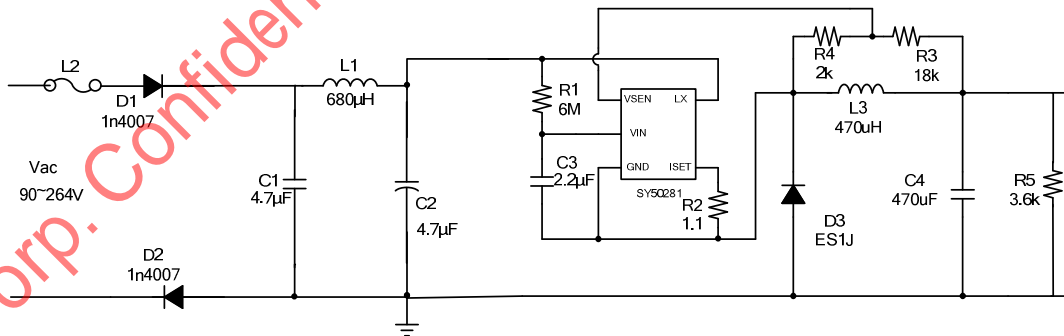 orp. Confiden
L2
D1
1n4007
L1
680μH
Vac
90~264V
C1
4.7μF
C2
4.7μF
D2
1n4007
R1
6M
C3
2.2μF
VSEN
LX
VIN
GND
ISET
SY50281
R2
1.1
R4
2k
R3
18k
L3
470uH
D3
ES1J
C4
470uF
R5
3.6k